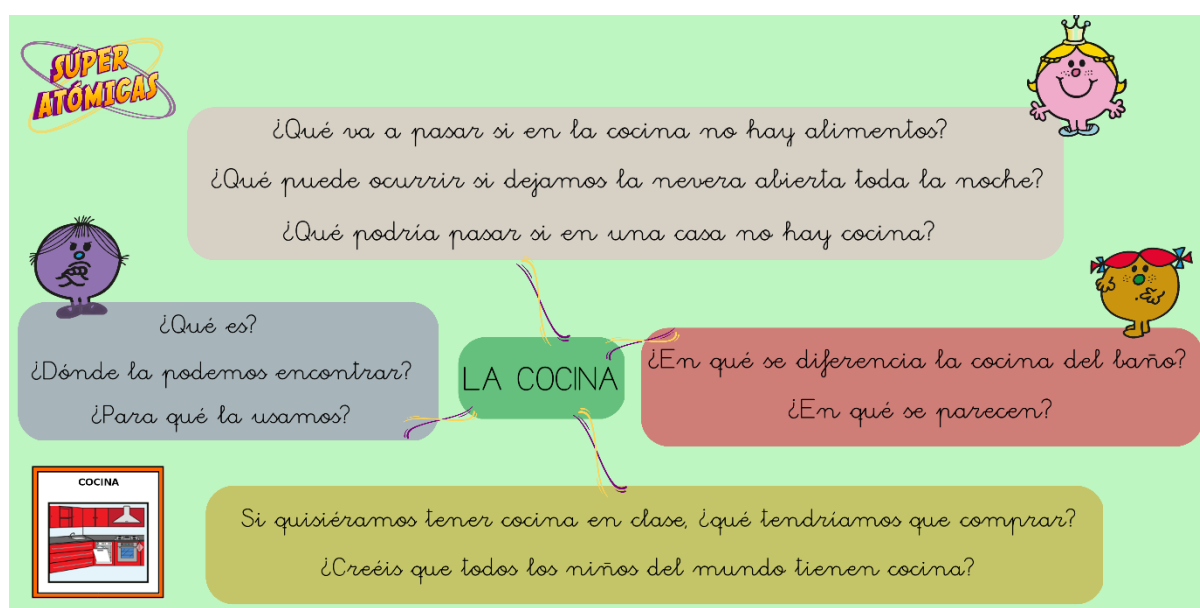 SÚPER
ATÓMICAS
¿Qué va a pasar si en la cocina no hay alimentos?
¿Qué puede ocurrir si dejamos la nevera abierta toda la noche?
¿Qué podría pasar si en una casa no hay cocina?
¿Qué es?
¿Dónde la podemos encontrar?
¿Para qué la usamos?
LA COCINA
¿En qué se diferencia la cocina del baño?
¿En qué se parecen?
COCINA
Si quisiéramos tener cocina en clase, ¿qué tendríamos que comprar?
¿Creéis que todos los niños del mundo tienen cocina?